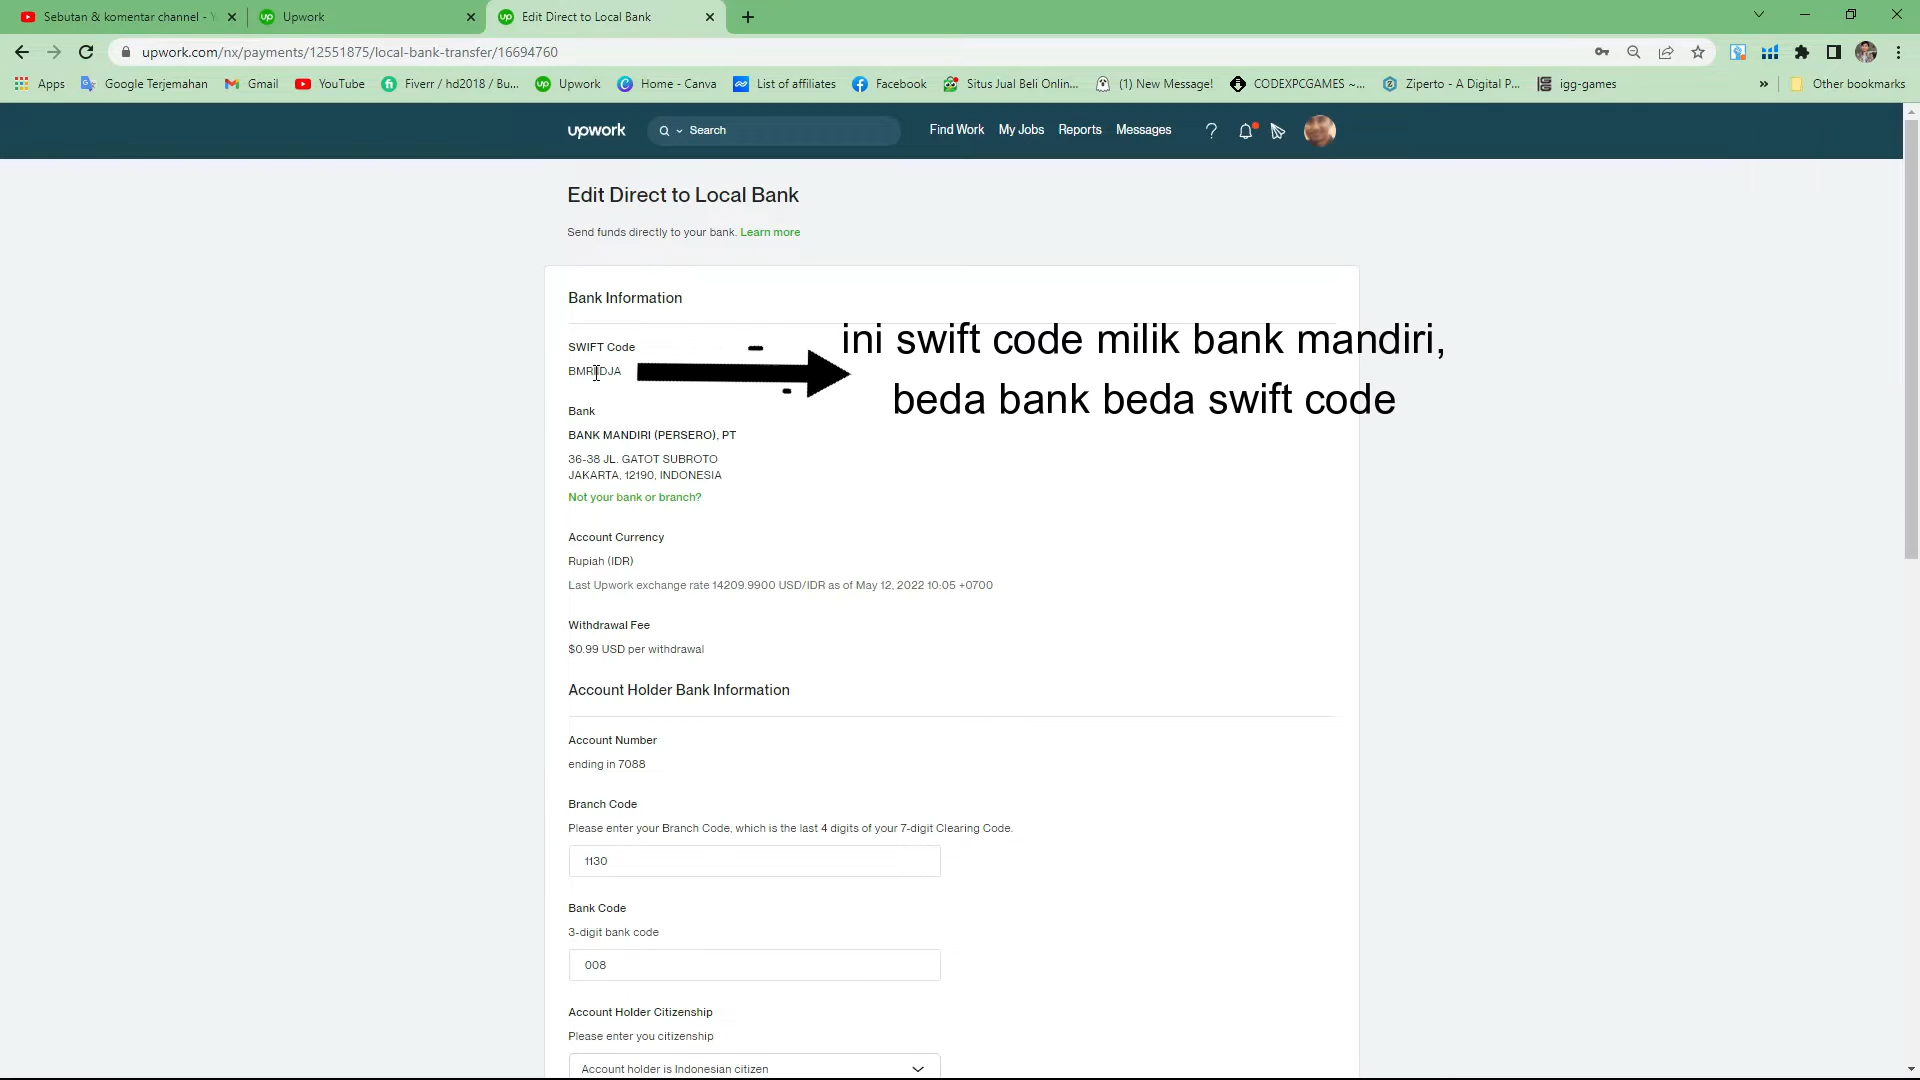 Sebutan & komentar channel - Y
Upwork
Edit Direct to Local Bank
upwork.com/nx/payments/12551875/local-bank-transfer/16694760
Apps
Google Terjemahan
Gmail
YouTube
Fiverr / hd2018 / Bu...
Upwork
Home - Canva
List of affiliates
Facebook
Situs Jual Beli Onlin...
(1) New Message!
CODEXPCGAMES ~...
Ziperto - A Digital P...
igg-games
»
Other bookmarks
upwork
Search
Find Work
My Jobs
Reports
Messages
Edit Direct to Local Bank
Send funds directly to your bank. Learn more
Bank Information
SWIFT Code
ini swift code milik bank mandiri,
beda bank beda swift code
Bank
BANK MANDIRI (PERSERO), PT
36-38 JL. GATOT SUBROTO
JAKARTA, 12190, INDONESIA
Not your bank or branch?
Account Currency
Rupiah (IDR)
Last Upwork exchange rate 14209.9900 USD/IDR as of May 12, 2022 10:05 +0700
Withdrawal Fee
$0.99 USD per withdrawal
Account Holder Bank Information
Account Number
ending in 7088
Branch Code
Please enter your Branch Code, which is the last 4 digits of your 7-digit Clearing Code.
1130
Bank Code
3-digit bank code
008
Account Holder Citizenship
Please enter you citizenship
Account holder is Indonesian citizen